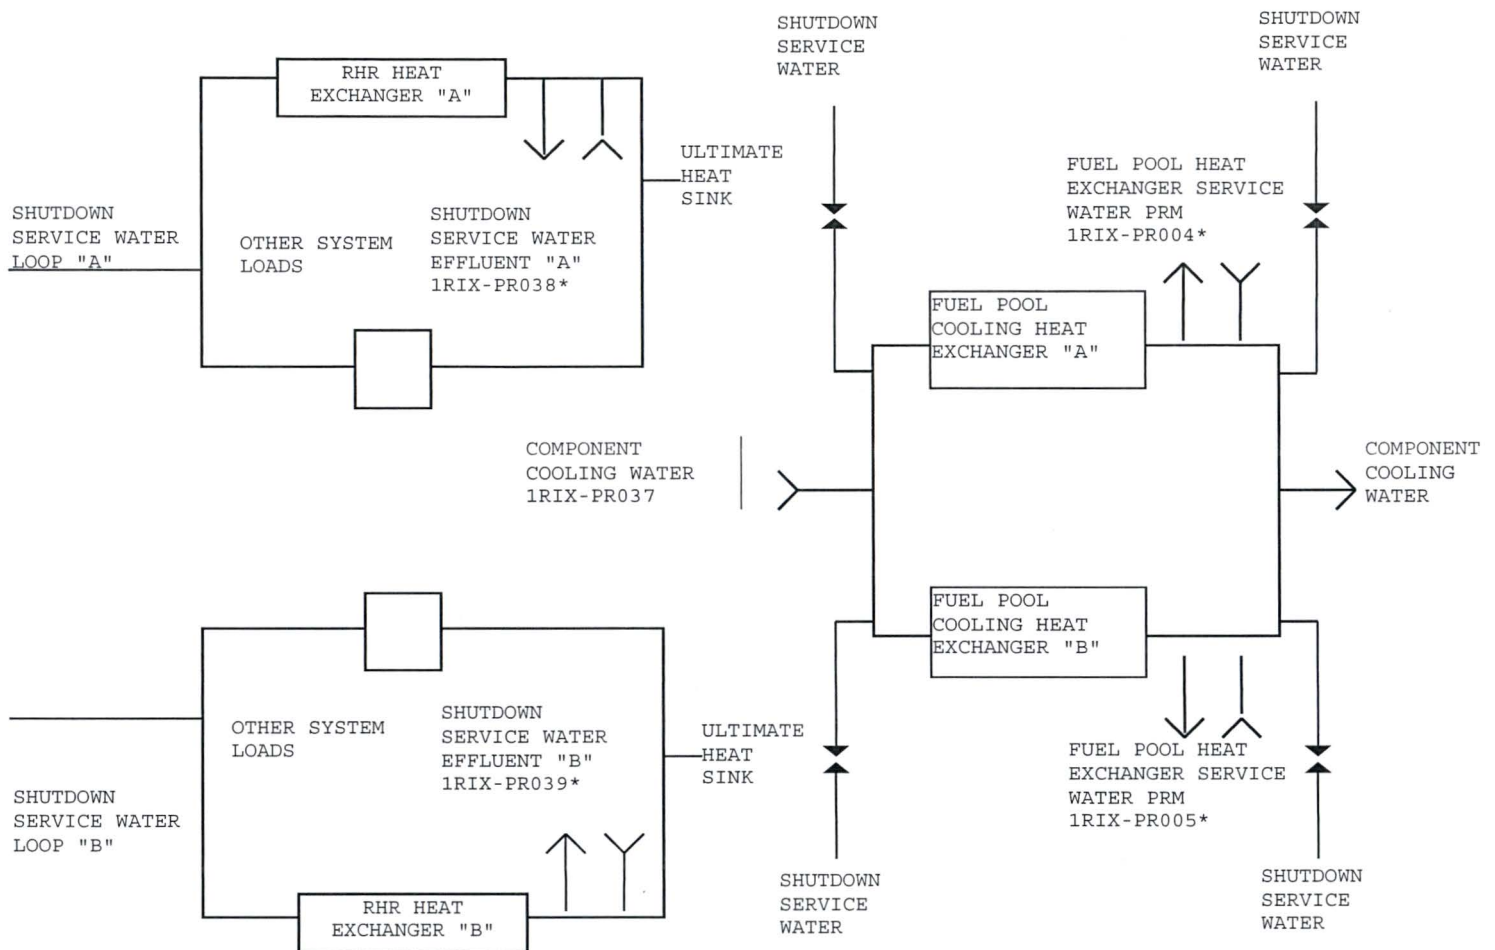 RHR HEAT
EXCHANGER "A"
SHUTDOWN
SERVICE WATER
LOOP "A"
OTHER SYSTEM
LOADS
SHUTDOWN
SERVICE WATER
EFFLUENT "A"
1RIX-PR038*
ULTIMATE
HEAT
SINK
SHUTDOWN
SERVICE
WATER
SHUTDOWN
SERVICE
WATER
FUEL POOL HEAT
EXCHANGER SERVICE
WATER PRM
1RIX-PR004*
FUEL POOL
COOLING HEAT
EXCHANGER "A"
COMPONENT
COOLING WATER
1RIX-PR037
COMPONENT
COOLING
WATER
FUEL POOL
COOLING HEAT
EXCHANGER "B"
OTHER SYSTEM
LOADS
SHUTDOWN
SERVICE WATER
EFFLUENT "B"
1RIX-PR039*
ULTIMATE
HEAT
SINK
SHUTDOWN
SERVICE WATER
LOOP "B"
RHR HEAT
EXCHANGER "B"
FUEL POOL HEAT
EXCHANGER SERVICE
WATER PRM
1RIX-PR005*
SHUTDOWN
SERVICE
WATER
SHUTDOWN
SERVICE
WATER